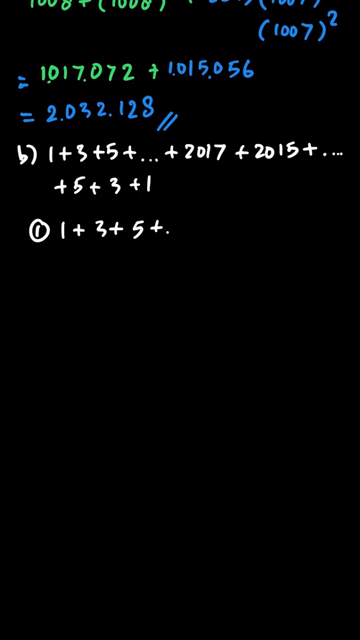 (1007)²
= 1.017.072 + 1.015.056
= 2.032.128 //
b) 1+3+5+...+2017+2015+....
+5+3+1
① 1+3+5+.